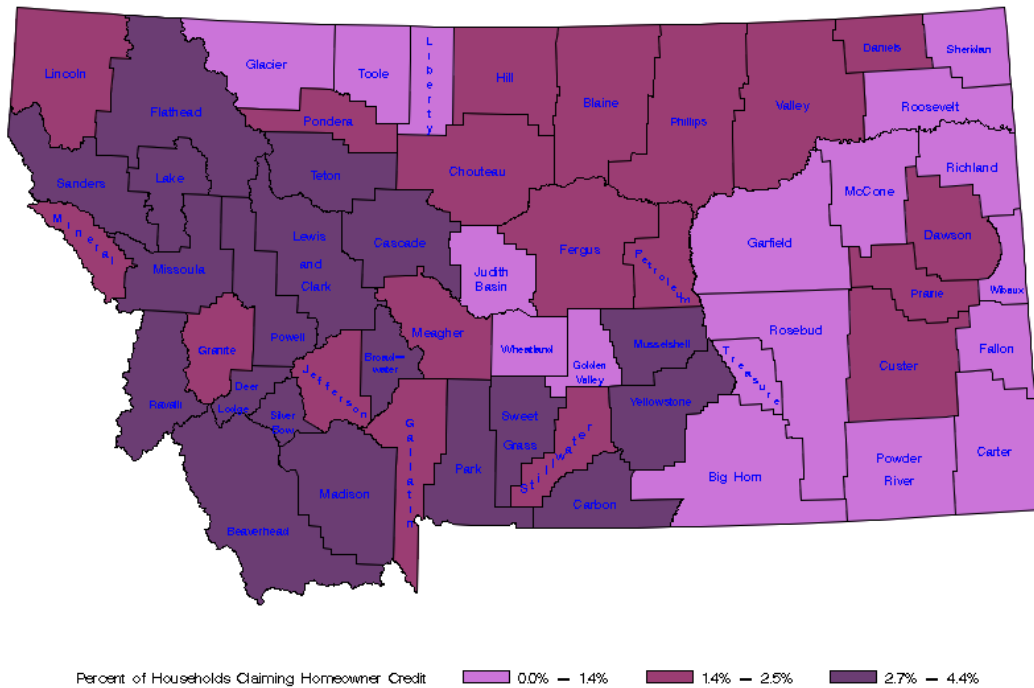 Lincoln
Flathead
Glacier
Toole
Liberty
Hill
Blaine
Phillips
Valley
Daniels
Sheridan
Roosevelt
Pondera
Teton
Chouteau
Sanders
Lake
Mineral
Missoula
Lewis
and
Clark
Cascade
Judith
Basin
Fergus
Petroleum
Garfield
McCone
Richland
Dawson
Wibaux
Prarie
Granite
Powell
Meagher
Broad-
water
Jefferson
Wheatland
Golden
Valley
Musselshell
Rosebud
Treasure
Custer
Fallon
Ravalli
Deer
Lodge
Silver
Bow
Gallatin
Park
Sweet
Grass
Stillwater
Yellowstone
Carbon
Big Horn
Powder
River
Carter
Madison
Beaverhead
Percent of Households Claiming Homeowner Credit
0.0% – 1.4%
1.4% – 2.5%
2.7% – 4.4%